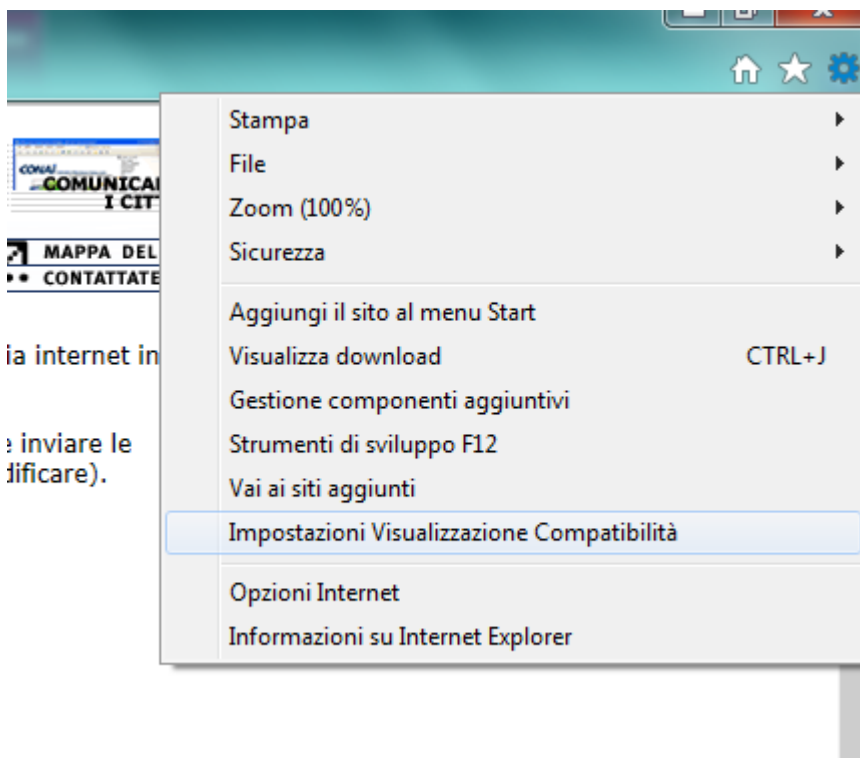 CONAI
COMUNICA
I CIT
MAPPA DEL
CONTATTATE
ia internet in
e inviare le
dificare).
Stampa
File
Zoom (100%)
Sicurezza
Aggiungi il sito al menu Start
Visualizza download CTRL+J
Gestione componenti aggiuntivi
Strumenti di sviluppo F12
Vai ai siti aggiunti
Impostazioni Visualizzazione Compatibilità
Opzioni Internet
Informazioni su Internet Explorer